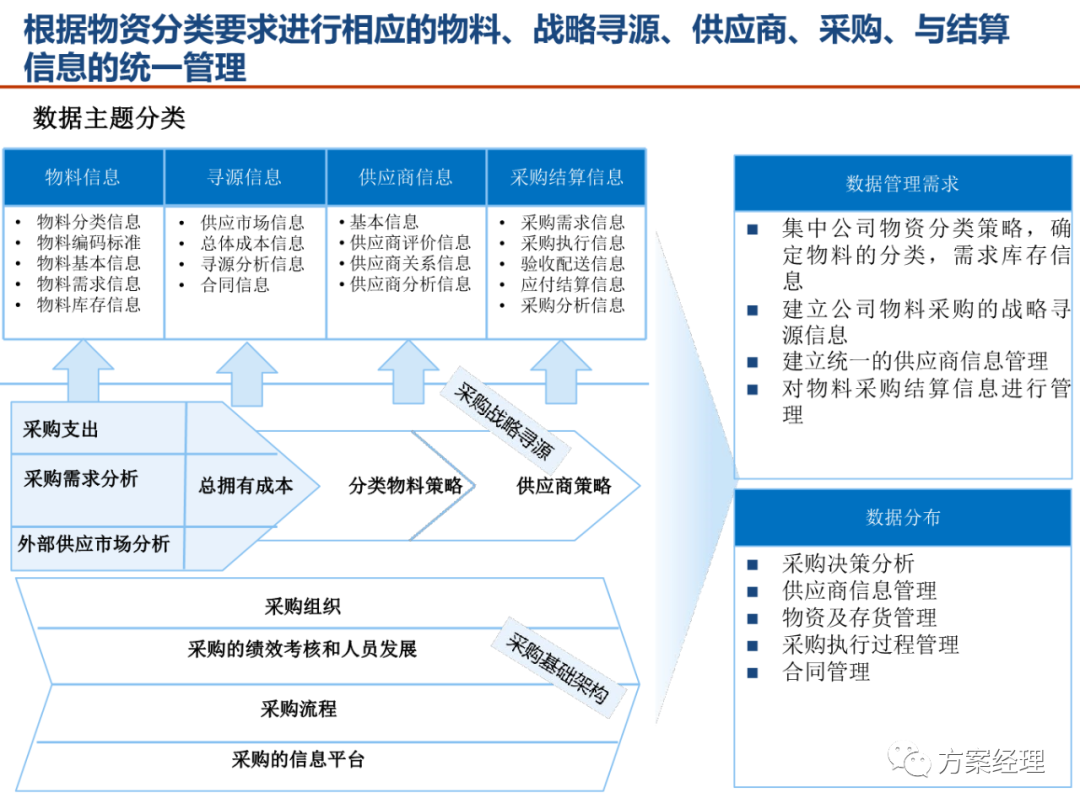 根据物资分类要求进行相应的物料、战略寻源、供应商、采购、与结算
信息的统一管理
数据主题分类
物料信息
• 物料分类信息
• 物料编码标准
• 物料基本信息
• 物料需求信息
• 物料库存信息
寻源信息
• 供应市场信息
• 总体成本信息
• 寻源分析信息
• 合同信息
供应商信息
• 基本信息
• 供应商评价信息
• 供应商关系信息
• 供应商分析信息
采购结算信息
• 采购需求信息
• 采购执行信息
• 验收配送信息
• 应付结算信息
• 采购分析信息
采购战略寻源
采购支出
采购需求分析
外部供应市场分析
总拥有成本
分类物料策略
供应商策略
采购基础架构
采购组织
采购的绩效考核和人员发展
采购流程
采购的信息平台
数据管理需求
■ 集中公司物资分类策略，确
定物料的分类，需求库存信
息
■ 建立公司物料采购的战略寻
源信息
■ 建立统一的供应商信息管理
■ 对物料采购结算信息进行管
理
数据分布
■ 采购决策分析
■ 供应商信息管理
■ 物资及存货管理
■ 采购执行过程管理
■ 合同管理
方案经理